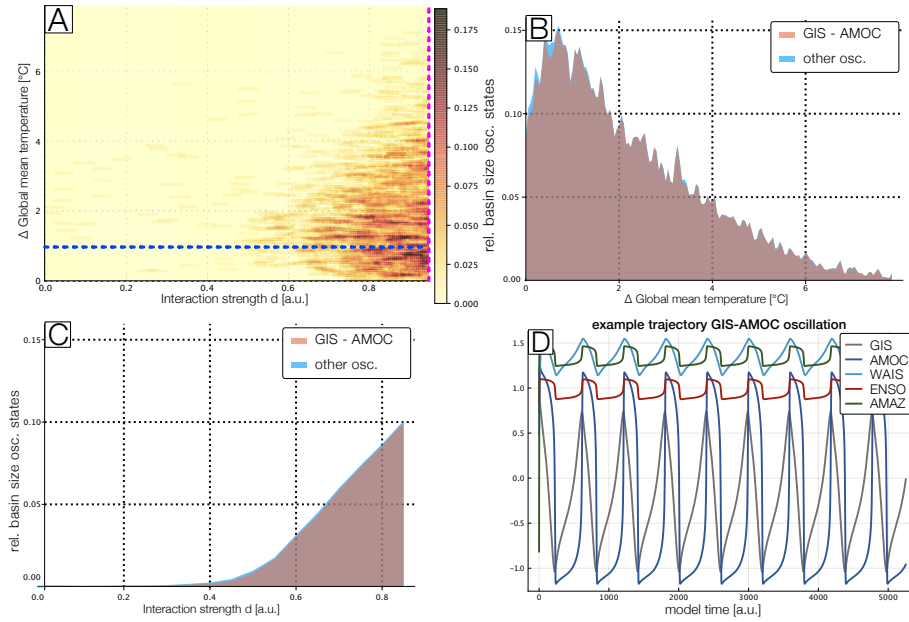 A
Δ Global mean temperature [°C]
6
4
2
0
0.0 0.2 0.4 0.6 0.8
Interaction strength d [a.u.]
0.175
0.150
0.125
0.100
0.075
0.050
0.025
0.000
B
GIS - AMOC
other osc.
rel. basin size osc. states
0.15
0.10
0.05
0.00
0 2 4 6
Δ Global mean temperature [°C]
C
GIS - AMOC
other osc.
rel. basin size osc. states
0.15
0.10
0.05
0.00
0.0 0.2 0.4 0.6 0.8
Interaction strength d [a.u.]
example trajectory GIS-AMOC oscillation
D
GIS
AMOC
WAIS
ENSO
AMAZ
1.5
1.0
0.5
0.0
−0.5
−1.0
0 1000 2000 3000 4000 5000
model time [a.u.]